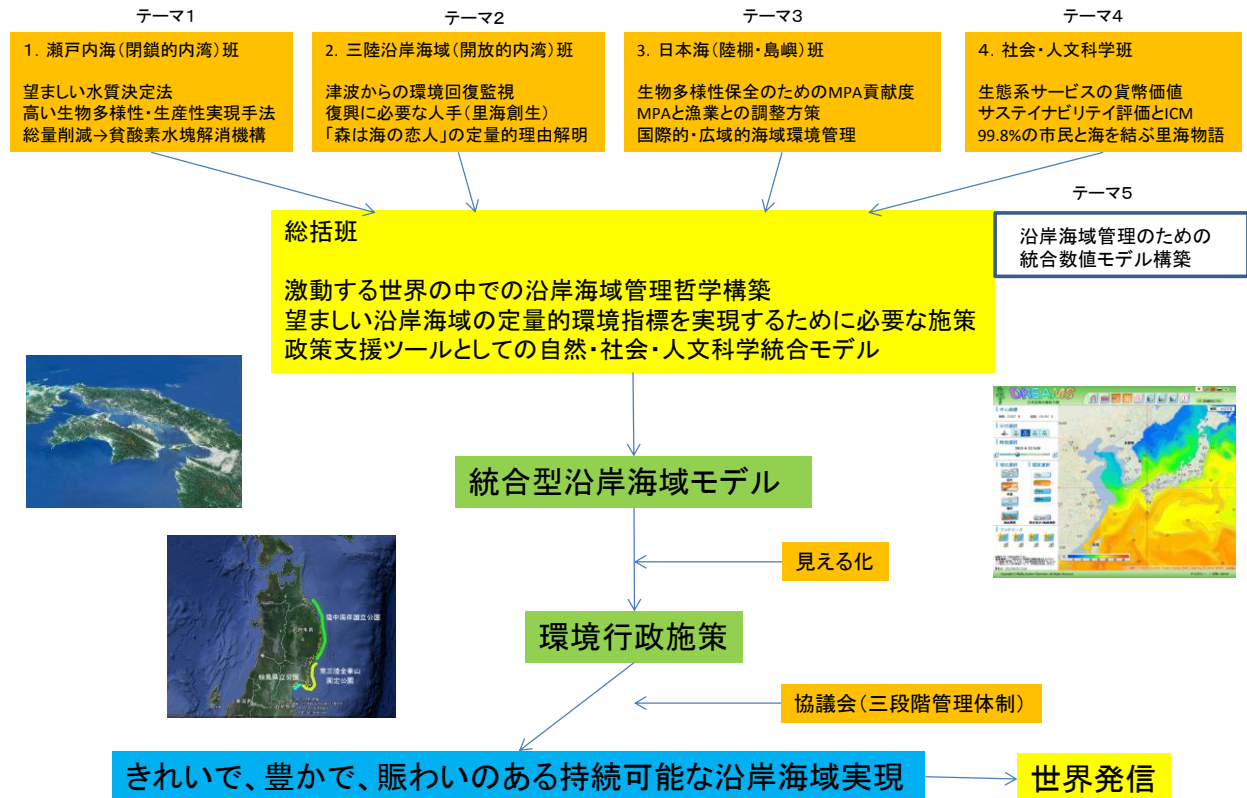 テーマ1
テーマ2
テーマ3
テーマ4
1．瀬戸内海（閉鎖的内湾）班
望ましい水質決定法
高い生物多様性・生産性実現手法
総量削減→貧酸素水塊解消機構
2．三陸沿岸海域（開放的内湾）班
津波からの環境回復監視
復興に必要な人手（里海創生）
「森は海の恋人」の定量的理由解明
3．日本海（陸棚・島嶼）班
生物多様性保全のためのMPA貢献度
MPAと漁業との調整方策
国際的・広域的海域環境管理
4．社会・人文科学班
生態系サービスの貨幣価値
サステイナビリテイ評価とICM
99.8%の市民と海を結ぶ里海物語
テーマ5
沿岸海域管理のための
統合数値モデル構築
総括班
激動する世界の中での沿岸海域管理哲学構築
望ましい沿岸海域の定量的環境指標を実現するために必要な施策
政策支援ツールとしての自然・社会・人文科学統合モデル
DREAMS
統合型沿岸海域モデル
見える化
陸中海岸国立公園
環境行政施策
協議会（三段階管理体制）
きれいで、豊かで、賑わいのある持続可能な沿岸海域実現
世界発信